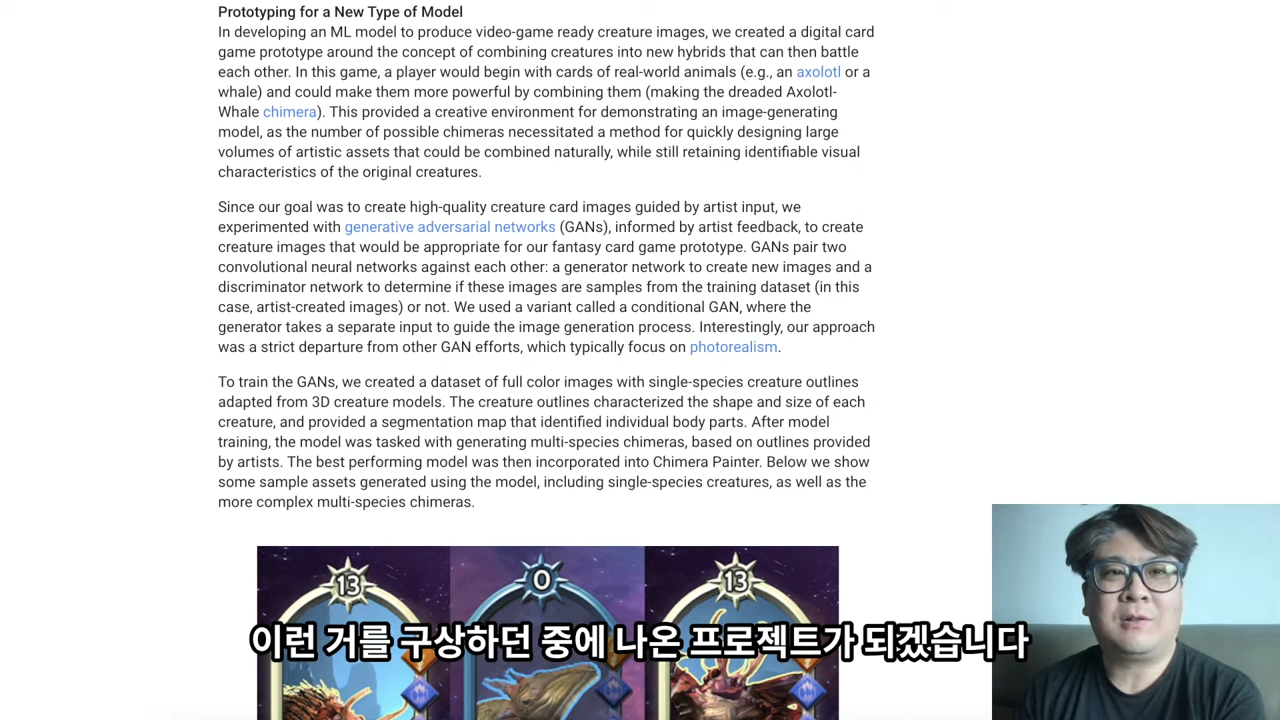 Prototyping for a New Type of Model
In developing an ML model to produce video-game ready creature images, we created a digital card
game prototype around the concept of combining creatures into new hybrids that can then battle
each other. In this game, a player would begin with cards of real-world animals (e.g., an axolotl or a
whale) and could make them more powerful by combining them (making the dreaded Axolotl-
Whale chimera). This provided a creative environment for demonstrating an image-generating
model, as the number of possible chimeras necessitated a method for quickly designing large
volumes of artistic assets that could be combined naturally, while still retaining identifiable visual
characteristics of the original creatures.
Since our goal was to create high-quality creature card images guided by artist input, we
experimented with generative adversarial networks (GANs), informed by artist feedback, to create
creature images that would be appropriate for our fantasy card game prototype. GANs pair two
convolutional neural networks against each other: a generator network to create new images and a
discriminator network to determine if these images are samples from the training dataset (in this
case, artist-created images) or not. We used a variant called a conditional GAN, where the
generator takes a separate input to guide the image generation process. Interestingly, our approach
was a strict departure from other GAN efforts, which typically focus on photorealism.
To train the GANs, we created a dataset of full color images with single-species creature outlines
adapted from 3D creature models. The creature outlines characterized the shape and size of each
creature, and provided a segmentation map that identified individual body parts. After model
training, the model was tasked with generating multi-species chimeras, based on outlines provided
by artists. The best performing model was then incorporated into Chimera Painter. Below we show
some sample assets generated using the model, including single-species creatures, as well as the
more complex multi-species chimeras.
13 0 13
이런 거를 구상하던 중에 나온 프로젝트가 되겠습니다